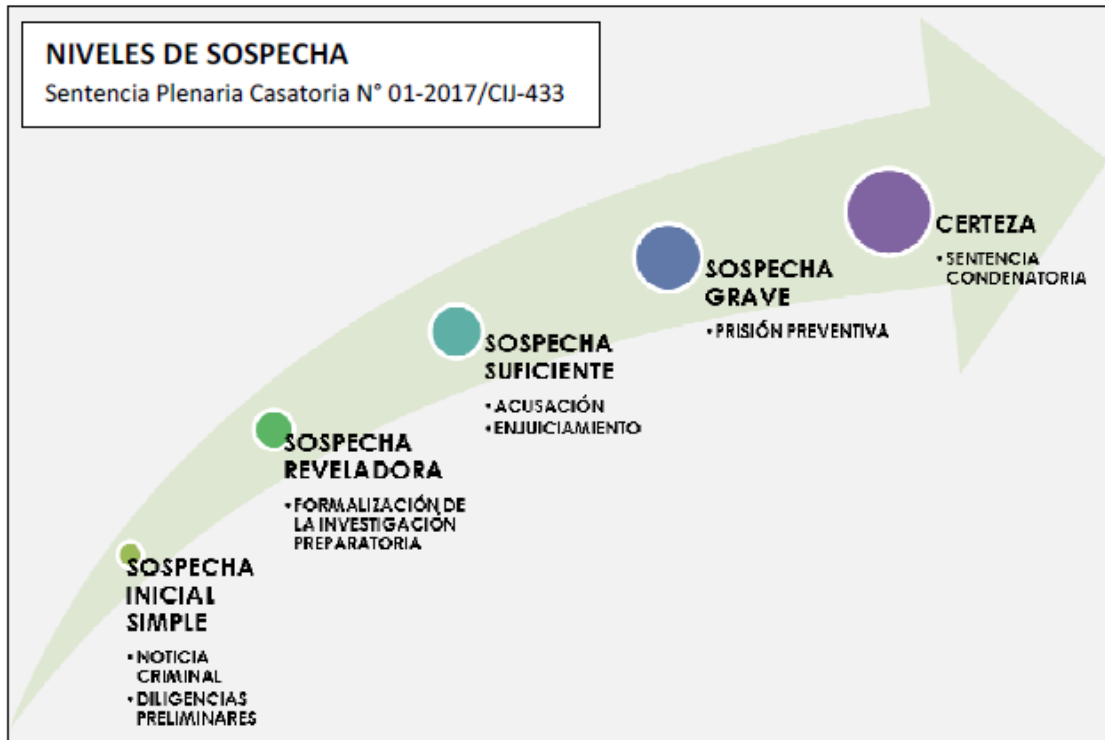 NIVELES DE SOSPECHA
Sentencia Plenaria Casatoria N° 01-2017/CIJ-433
SOSPECHA
INICIAL
SIMPLE
• NOTICIA
CRIMINAL
• DILIGENCIAS
PRELIMINARES
SOSPECHA
REVELADORA
• FORMALIZACIÓN DE
LA INVESTIGACIÓN
PREPARATORIA
SOSPECHA
SUFICIENTE
• ACUSACIÓN
• ENJUICIAMIENTO
SOSPECHA
GRAVE
• PRISIÓN PREVENTIVA
CERTEZA
• SENTENCIA
CONDENATORIA